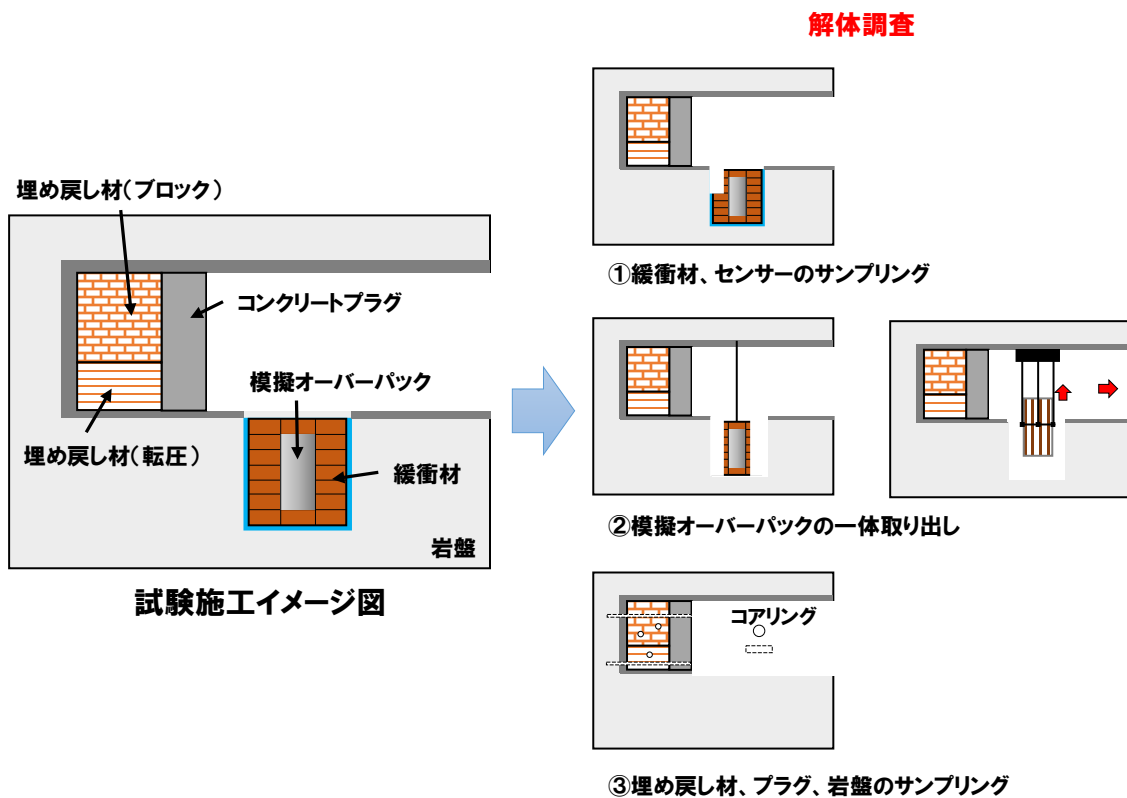 解体調査
埋め戻し材（ブロック）
コンクリートプラグ
模擬オーバーパック
埋め戻し材（転圧）
緩衝材
岩盤
試験施工イメージ図
①緩衝材、センサーのサンプリング
②模擬オーバーパックの一体取り出し
コアリング
③埋め戻し材、プラグ、岩盤のサンプリング